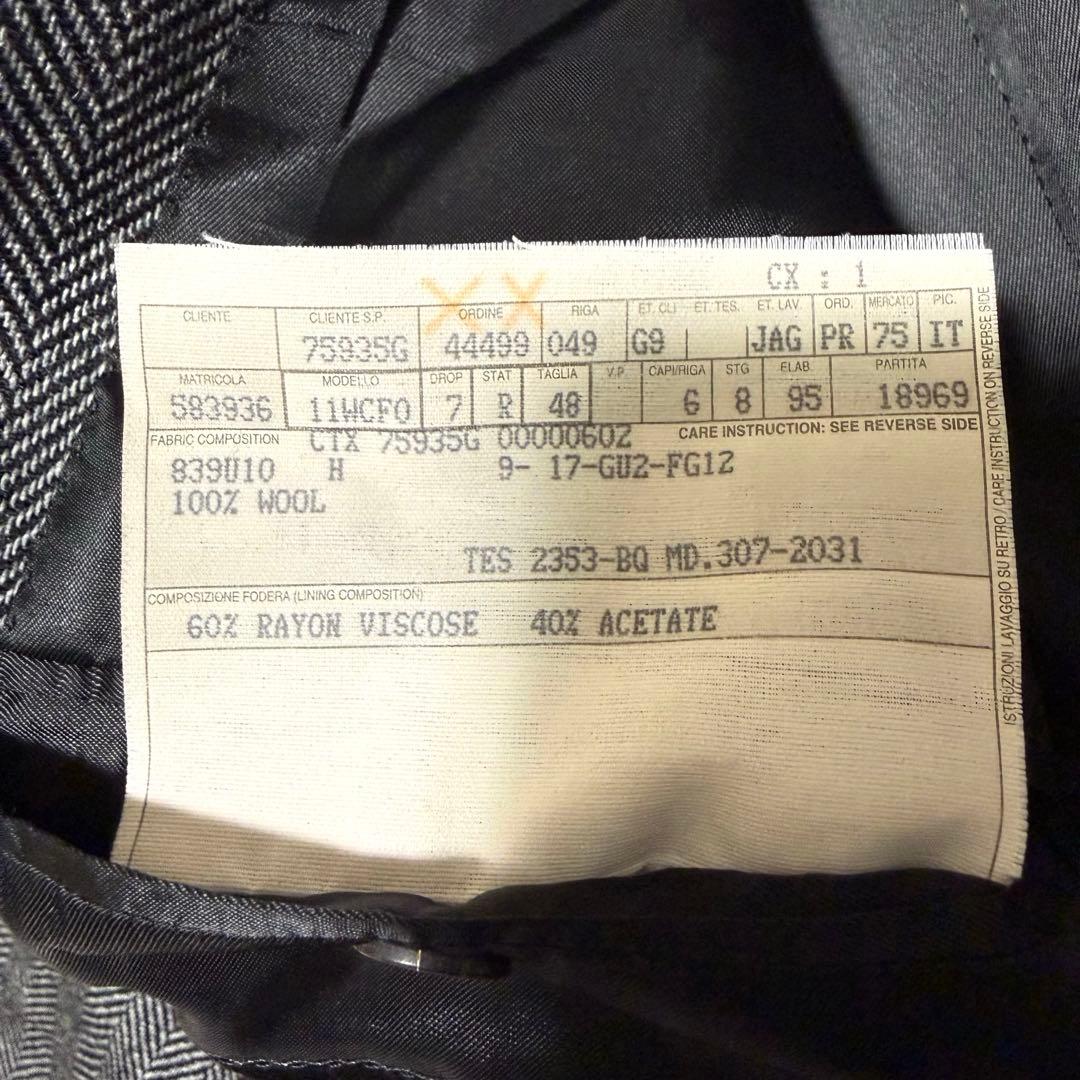 CX : 1
CLIENTE CLIENTE S.P. ORDINE RIGA ET. CLI ET. TES. ET. LAV. ORD. MERCATO PIC.
75935G 44499 049 G9 JAG PR 75 IT
MATRICOLA MODELLO DROP STAT TAGLIA V.P. CAPI/RIGA STG ELAB. PARTITA
583936 11WCF0 7 R 48 6 8 95 18969
FABRIC COMPOSITION CTX 75935G 00000602 CARE INSTRUCTION: SEE REVERSE SIDE
839U10 H 9- 17-GU2-FG12
100% WOOL
TES 2353-BQ MD.307-2031
COMPOSIZIONE FODERA (LINING COMPOSITION)
60% RAYON VISCOSE 40% ACETATE
ISTRUZIONI LAVAGGIO SU RETRO / CARE INSTRUCTION ON REVERSE SIDE